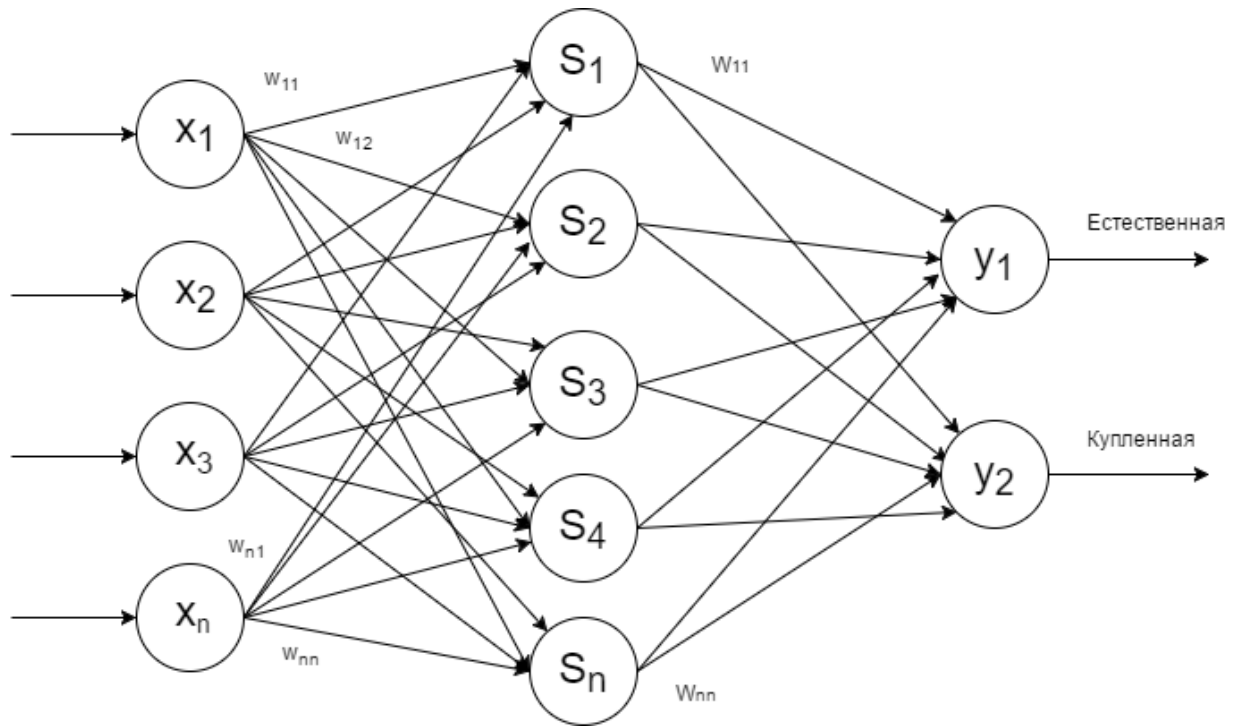 w11
w12
wn1
wnn
x1
x2
x3
xn
S1
S2
S3
S4
Sn
W11
Wnn
y1
y2
Естественная
Купленная